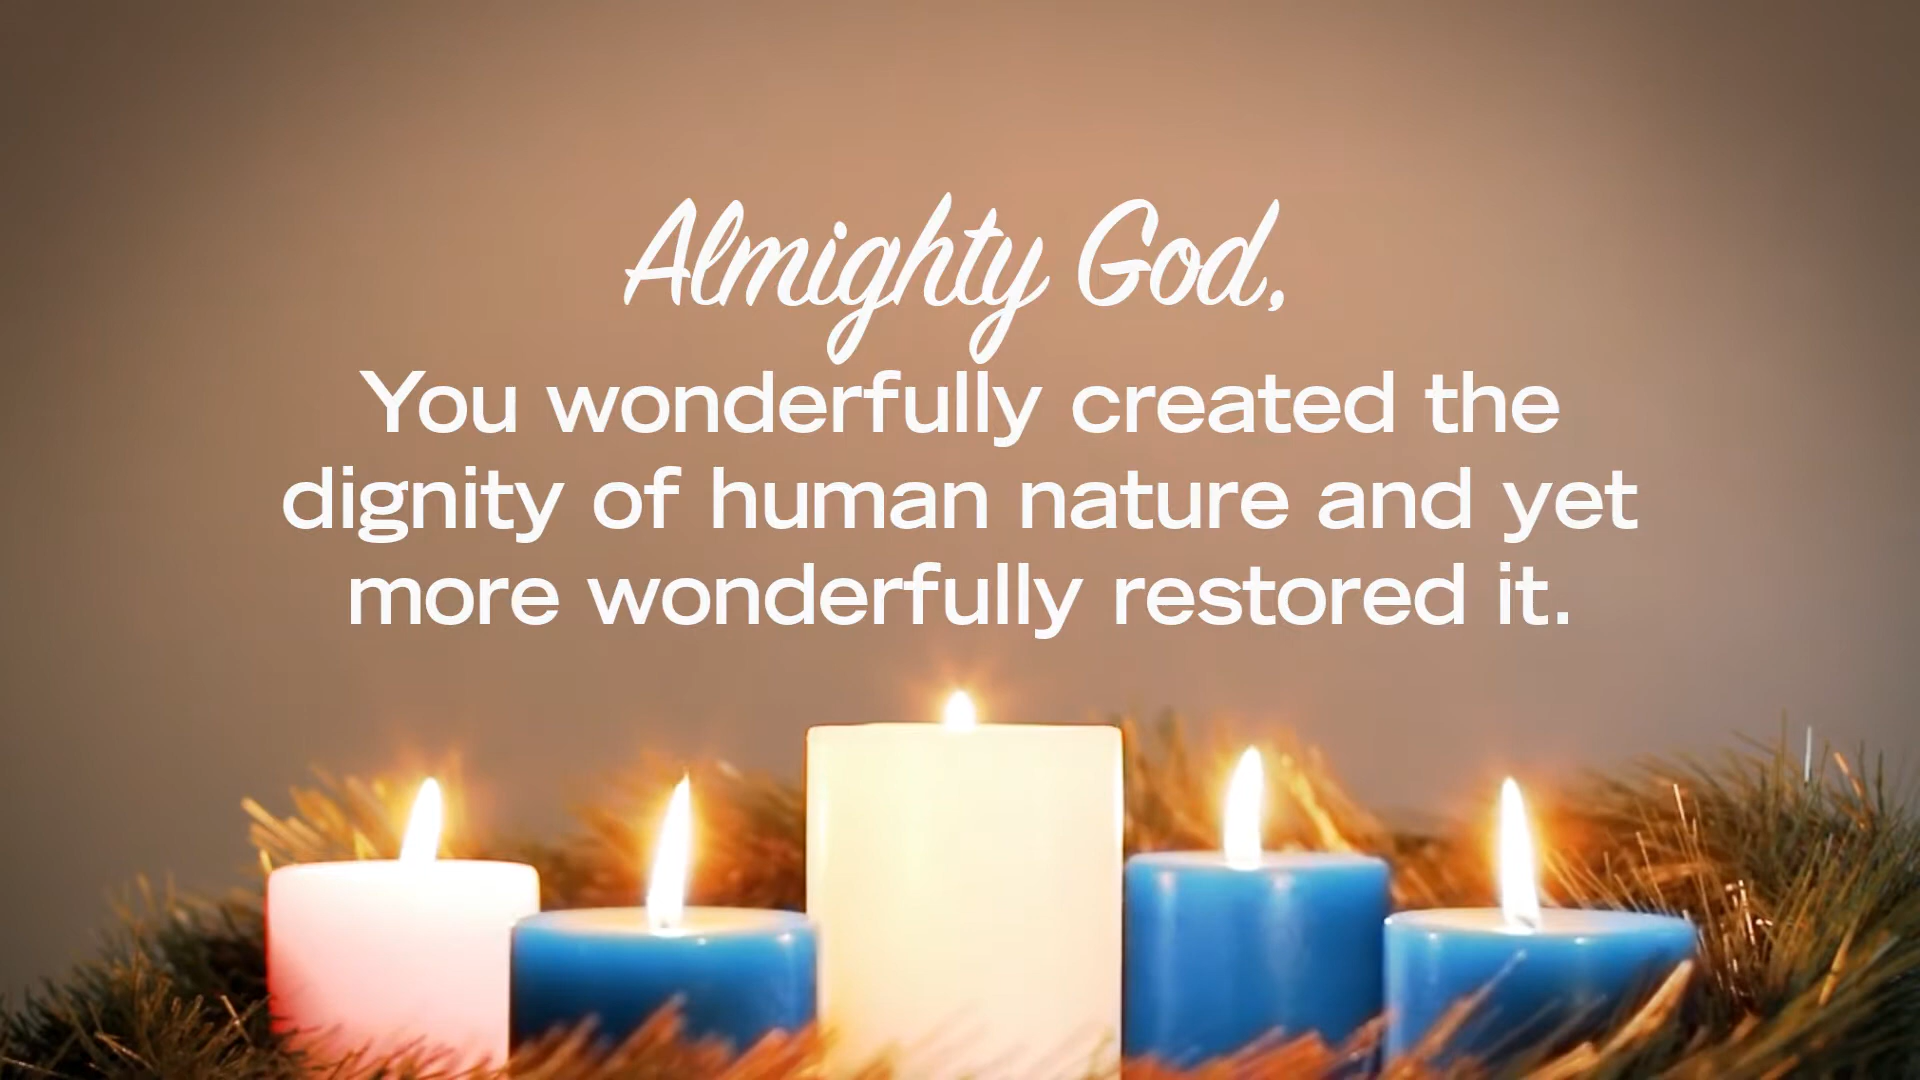 Almighty God,
You wonderfully created the
dignity of human nature and yet
more wonderfully restored it.